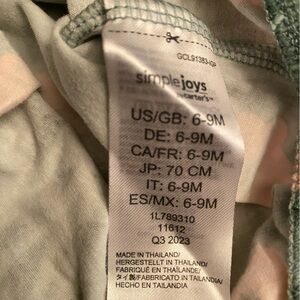 GCL91383-IGP
simple joys
by carter's
US/GB: 6-9M
DE: 6-9M
CA/FR: 6-9M
JP: 70 CM
IT: 6-9M
ES/MX: 6-9M
1L789310
11612
Q3 2023
MADE IN THAILAND/
HERGESTELLT IN THAILAND/
FABRIQUÉ EN THAÏLANDE/
タイ製/FABBRICATO IN TAILANDIA/
HECHO EN TAILANDIA